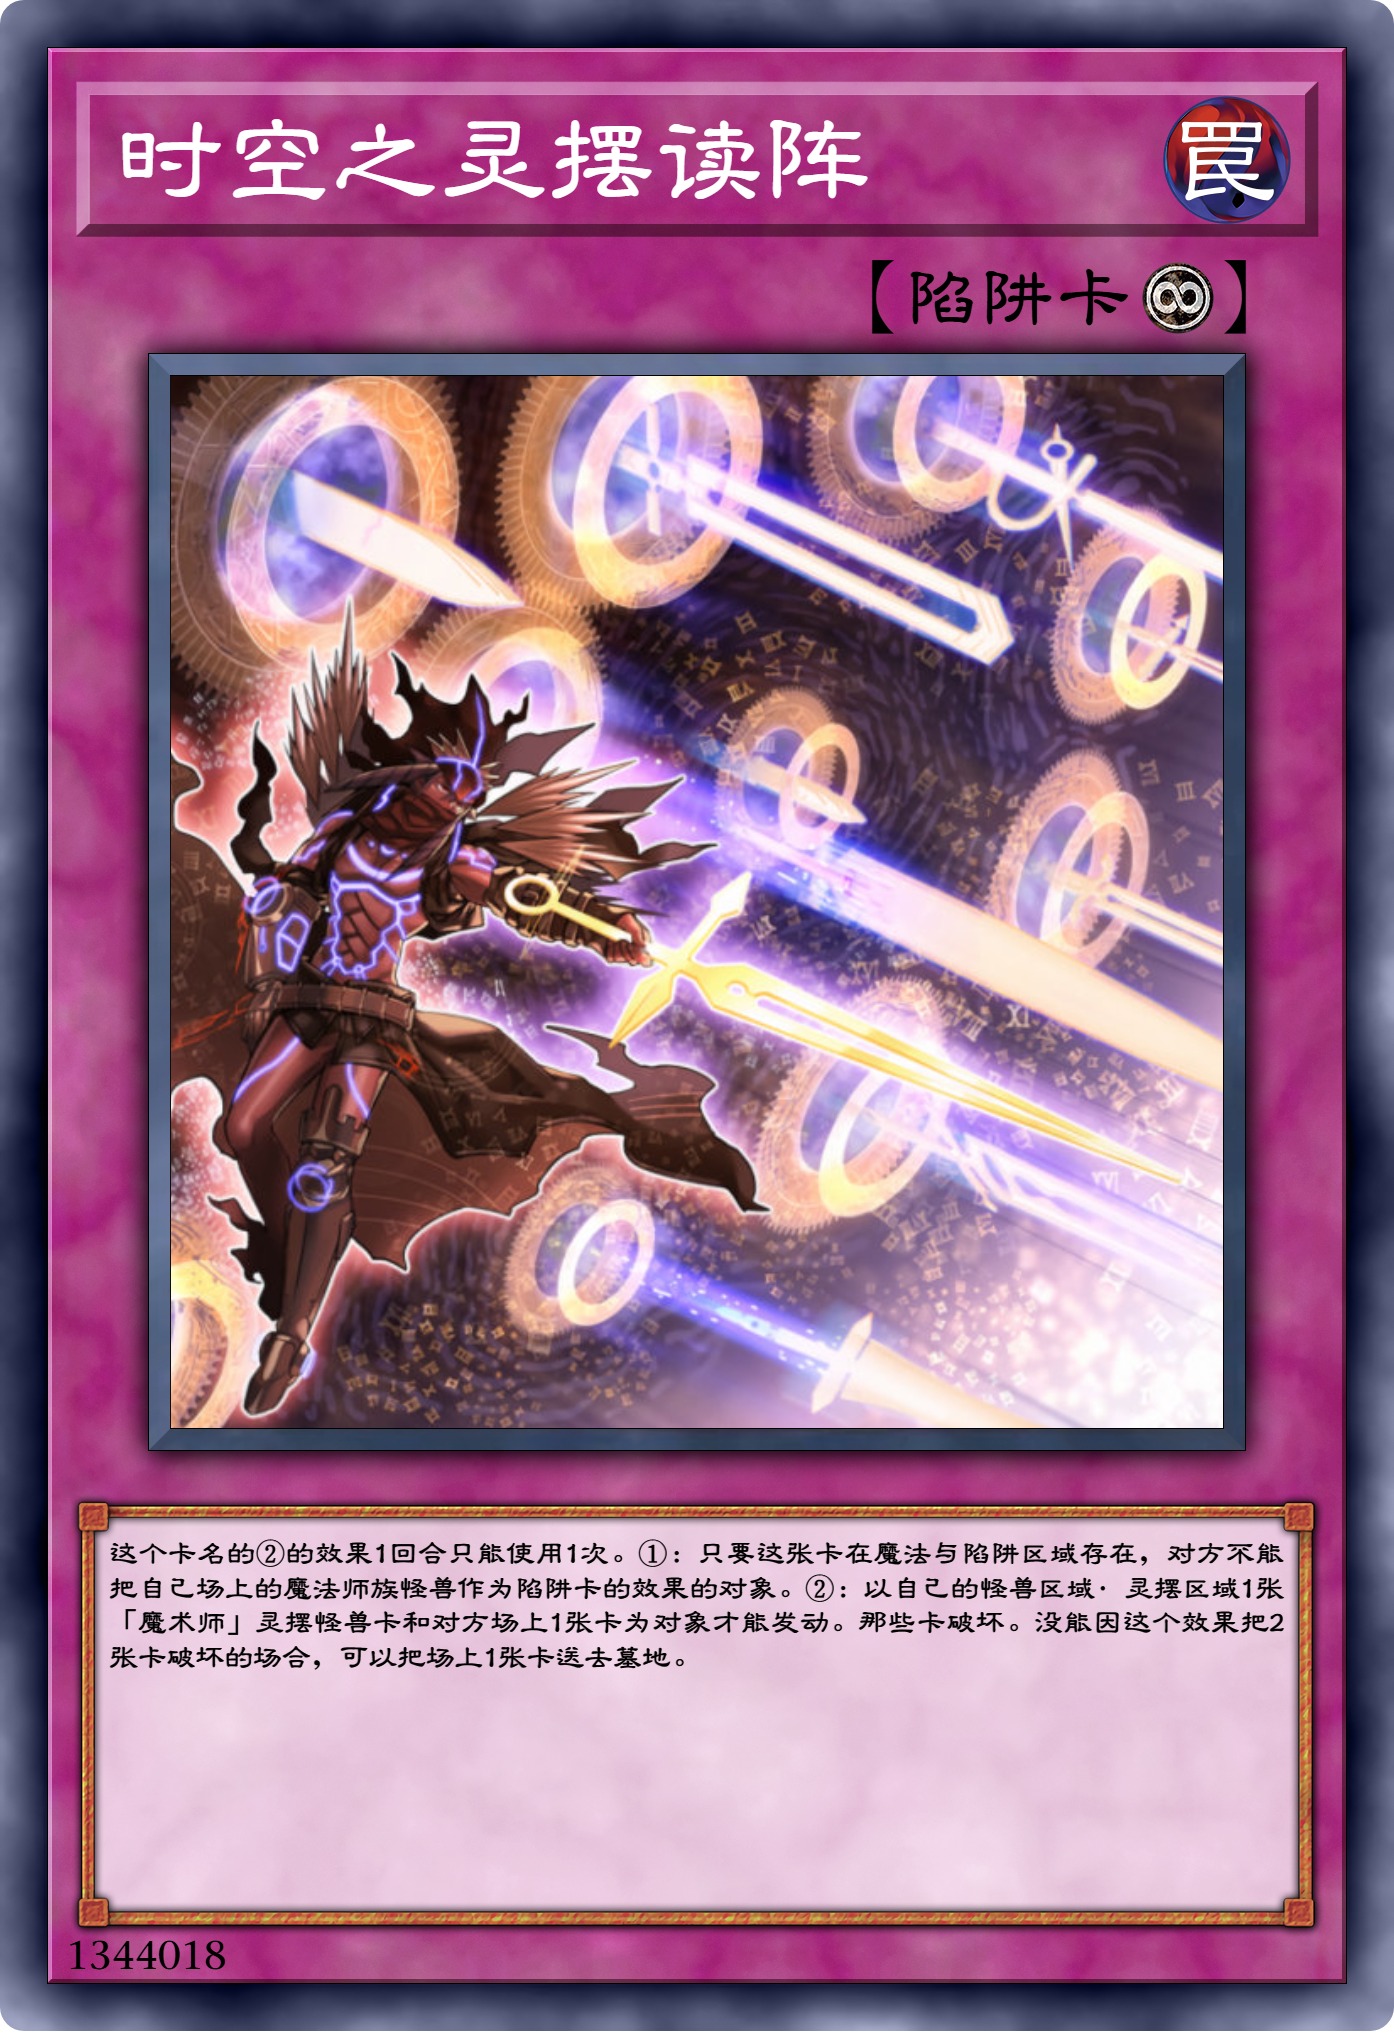 时空之灵摆读阵
罠
【陷阱卡】
这个卡名的②的效果1回合只能使用1次。①：只要这张卡在魔法与陷阱区域存在，对方不能
把自己场上的魔法师族怪兽作为陷阱卡的效果的对象。②：以自己的怪兽区域·灵摆区域1张
「魔术师」灵摆怪兽卡和对方场上1张卡为对象才能发动。那些卡破坏。没能因这个效果把2
张卡破坏的场合，可以把场上1张卡送去墓地。
1344018